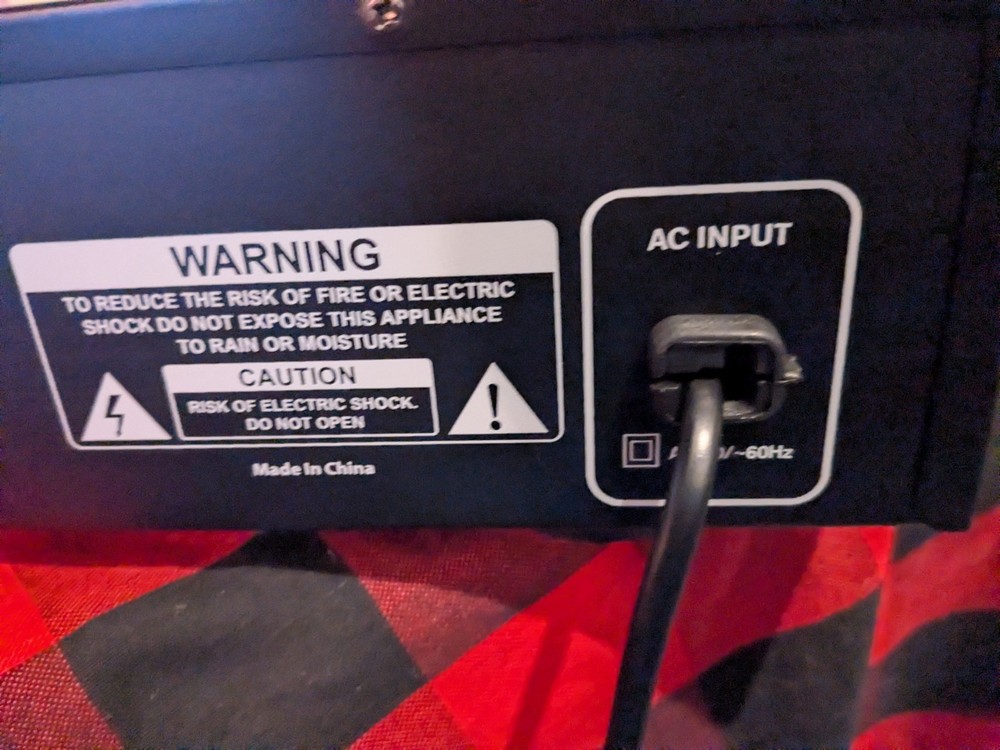 WARNING
TO REDUCE THE RISK OF FIRE OR ELECTRIC
SHOCK DO NOT EXPOSE THIS APPLIANCE
TO RAIN OR MOISTURE
CAUTION
RISK OF ELECTRIC SHOCK.
DO NOT OPEN
Made In China
AC INPUT
~60Hz